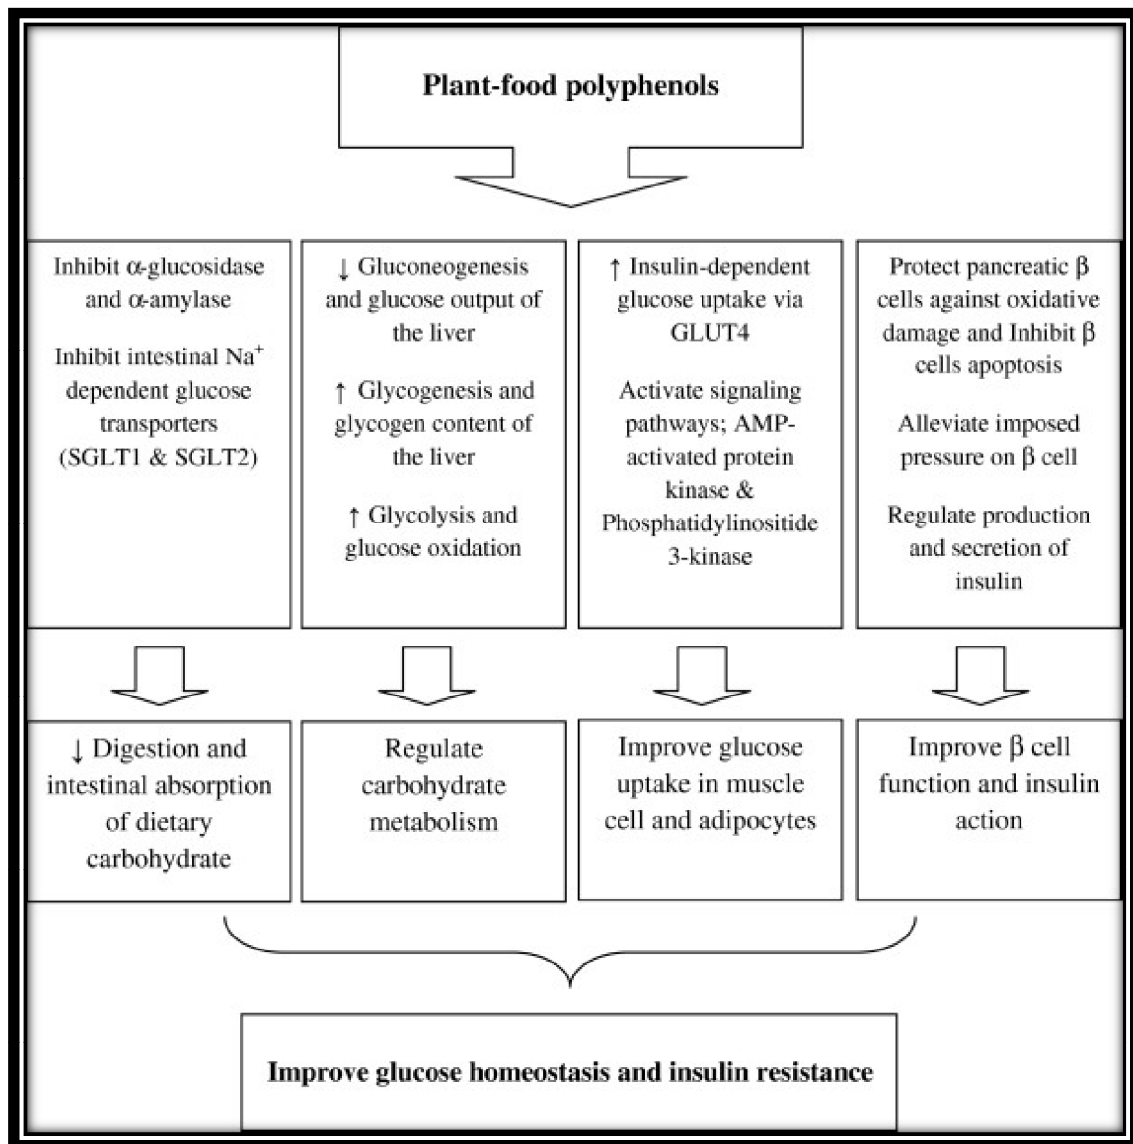 Plant-food polyphenols
Inhibit α-glucosidase
and α-amylase
Inhibit intestinal Na⁺
dependent glucose
transporters
(SGLT1 & SGLT2)
↓ Gluconeogenesis
and glucose output of
the liver
↑ Glycogenesis and
glycogen content of
the liver
↑ Glycolysis and
glucose oxidation
↑ Insulin-dependent
glucose uptake via
GLUT4
Activate signaling
pathways; AMP-
activated protein
kinase &
Phosphatidylinositide
3-kinase
Protect pancreatic β
cells against oxidative
damage and Inhibit β
cells apoptosis
Alleviate imposed
pressure on β cell
Regulate production
and secretion of
insulin
↓ Digestion and
intestinal absorption
of dietary
carbohydrate
Regulate
carbohydrate
metabolism
Improve glucose
uptake in muscle
cell and adipocytes
Improve β cell
function and insulin
action
Improve glucose homeostasis and insulin resistance